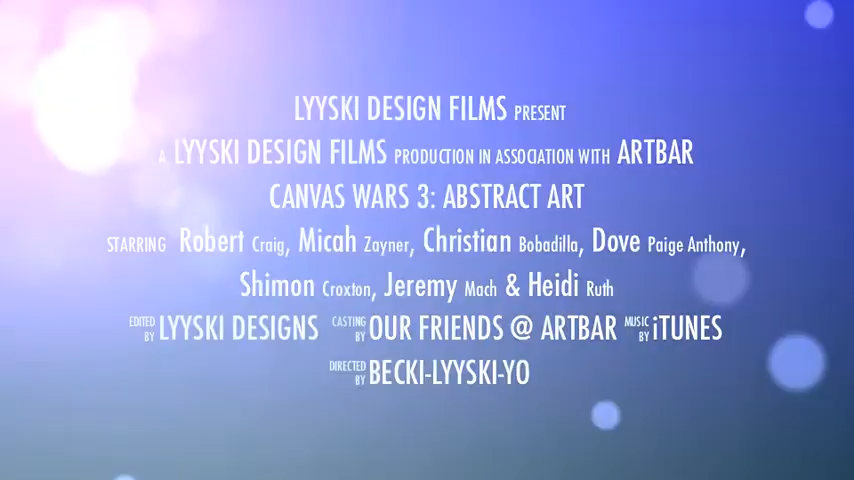 LYYSKI DESIGN FILMS PRESENT
A LYYSKI DESIGN FILMS PRODUCTION IN ASSOCIATION WITH ARTBAR
CANVAS WARS 3: ABSTRACT ART
STARRING Robert Craig, Micah Zayner, Christian Bobadilla, Dove Paige Anthony,
Shimon Croxton, Jeremy Mach & Heidi Ruth
EDITED BY LYYSKI DESIGNS CASTING BY OUR FRIENDS @ ARTBAR MUSIC BY iTUNES
DIRECTED BY BECKI-LYYSKI-YO